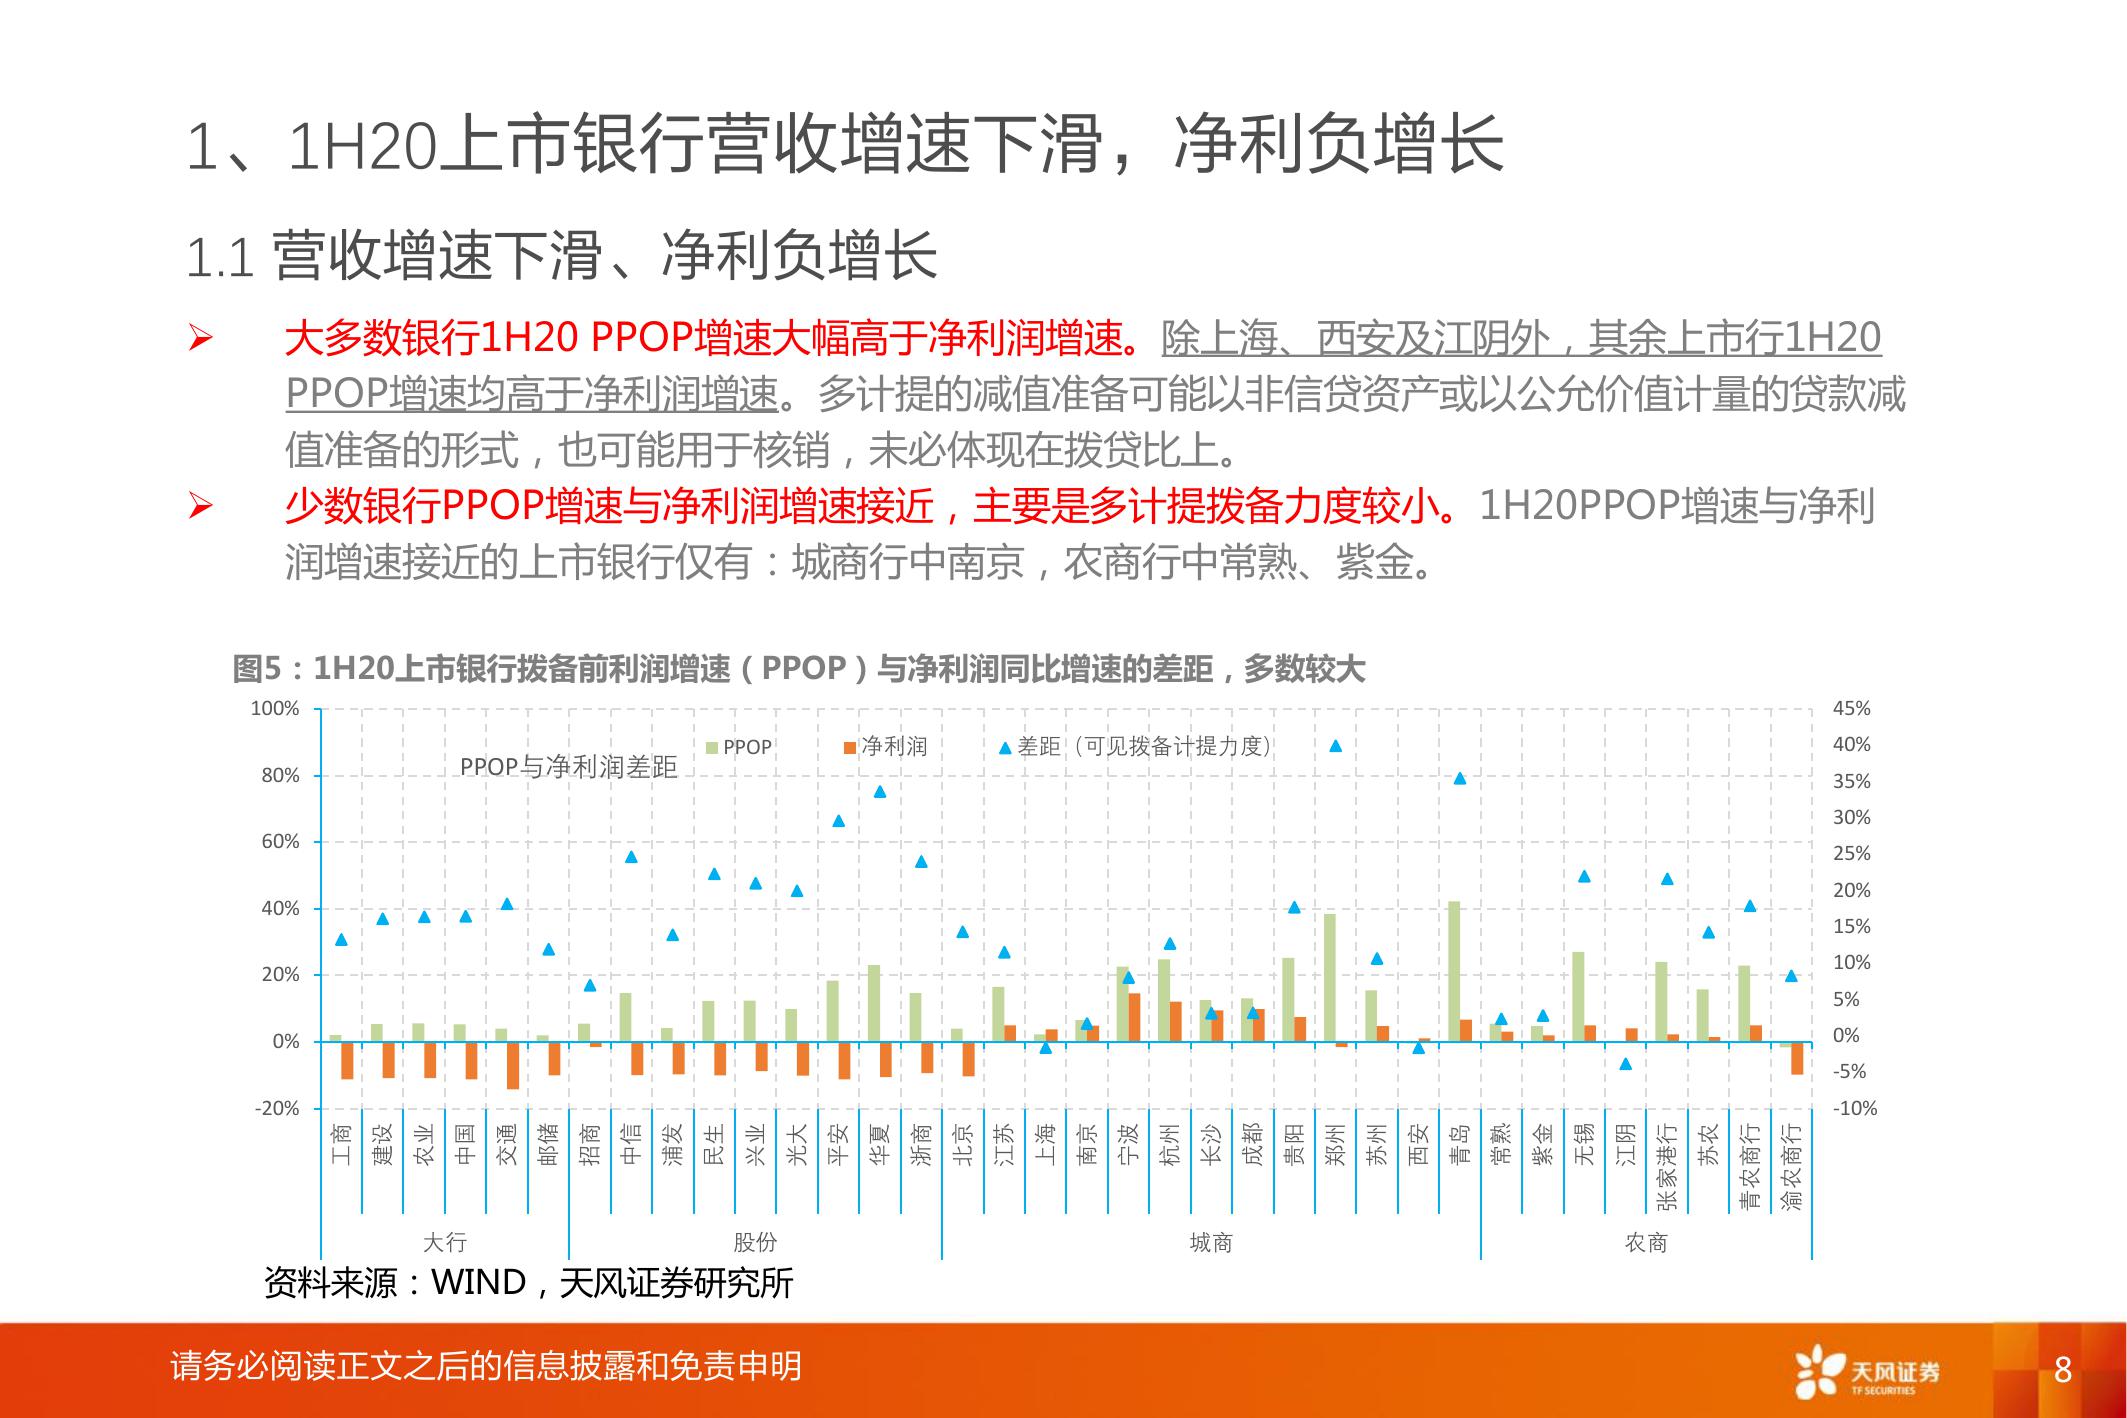 1、1H20上市银行营收增速下滑，净利负增长
1.1 营收增速下滑、净利负增长
大多数银行1H20 PPOP增速大幅高于净利润增速。除上海、西安及江阴外，其余上市行1H20
PPOP增速均高于净利润增速。多计提的减值准备可能以非信贷资产或以公允价值计量的贷款减
值准备的形式，也可能用于核销，未必体现在拨贷比上。
少数银行PPOP增速与净利润增速接近，主要是多计提拨备力度较小。1H20PPOP增速与净利
润增速接近的上市银行仅有：城商行中南京，农商行中常熟、紫金。
图5：1H20上市银行拨备前利润增速（PPOP）与净利润同比增速的差距，多数较大
PPOP与净利润差距
PPOP 净利润 差距（可见拨备计提力度）
100%
80%
60%
40%
20%
0%
-20%
45%
40%
35%
30%
25%
20%
15%
10%
5%
0%
-5%
-10%
工商 建设 农业 中国 交通 邮储 招商 中信 浦发 民生 兴业 光大 平安 华夏 浙商 北京 江苏 上海 南京 宁波 杭州 长沙 成都 贵阳 郑州 苏州 西安 青岛 常熟 紫金 无锡 江阴 张家港行 苏农 青农商行 渝农商行
大行 股份 城商 农商
资料来源：WIND，天风证券研究所
请务必阅读正文之后的信息披露和免责申明
天风证券
TF SECURITIES
8